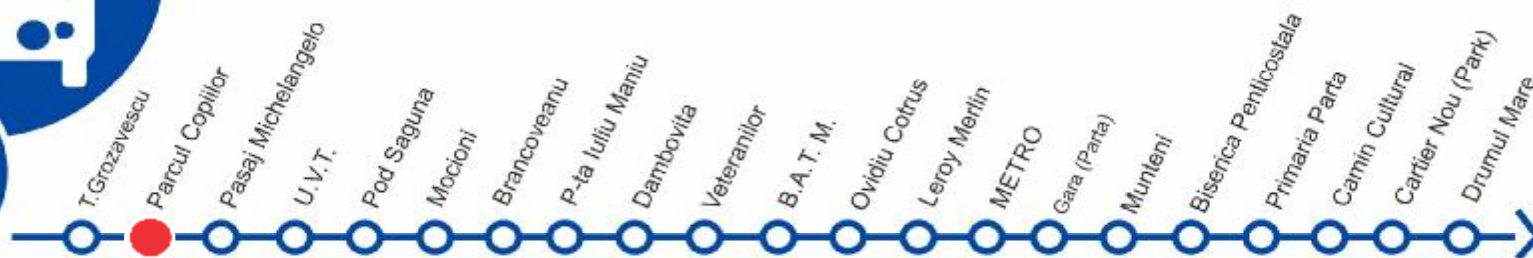 T.Grozavescu
Parcul Copiilor
Pasaj Michelangelo
U.V.T.
Pod Saguna
Mocioni
Brancoveanu
P-ta Iuliu Maniu
Dambovita
Veteranilor
B.A.T. M.
Ovidiu Cotrus
Leroy Merlin
METRO
Gara (Parta)
Munteni
Biserica Penticostala
Primaria Parta
Camin Cultural
Cartier Nou (Park)
Drumul Mare